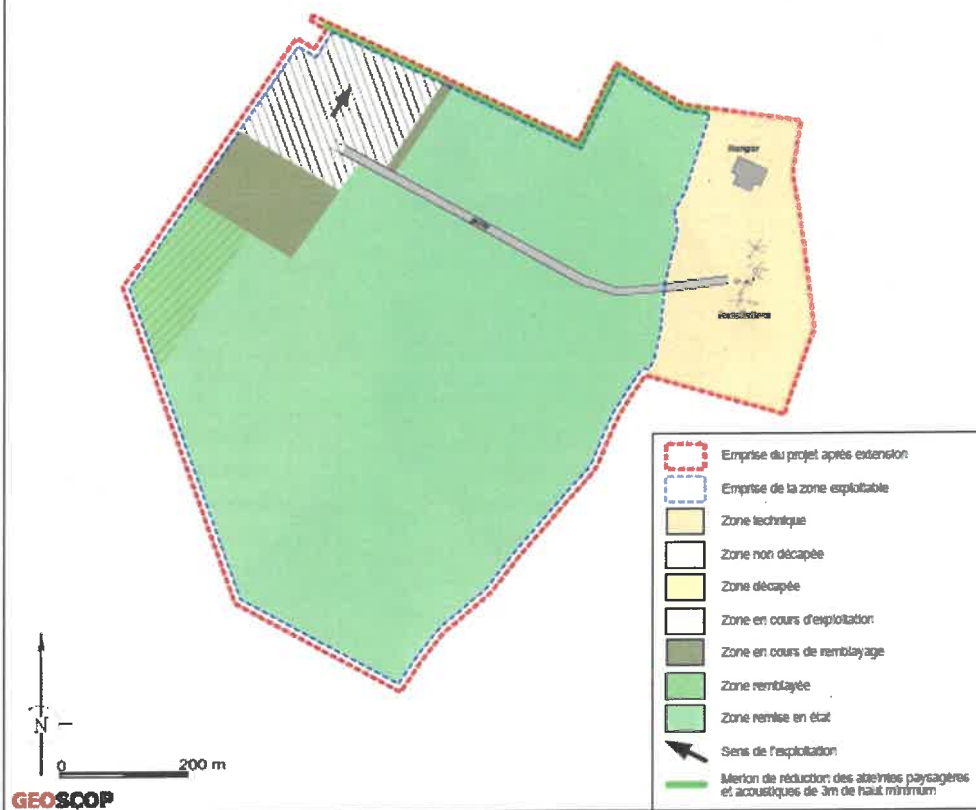 Hangar
Installations
Emprise du projet après extension
Emprise de la zone exploitable
Zone technique
Zone non décapée
Zone décapée
Zone en cours d'exploitation
Zone en cours de remblayage
Zone remblayée
Zone remise en état
Sens de l'exploitation
Merlon de réduction des atteintes paysagères
et acoustiques de 3m de haut minimum
N
0 200 m
GEOSCOP